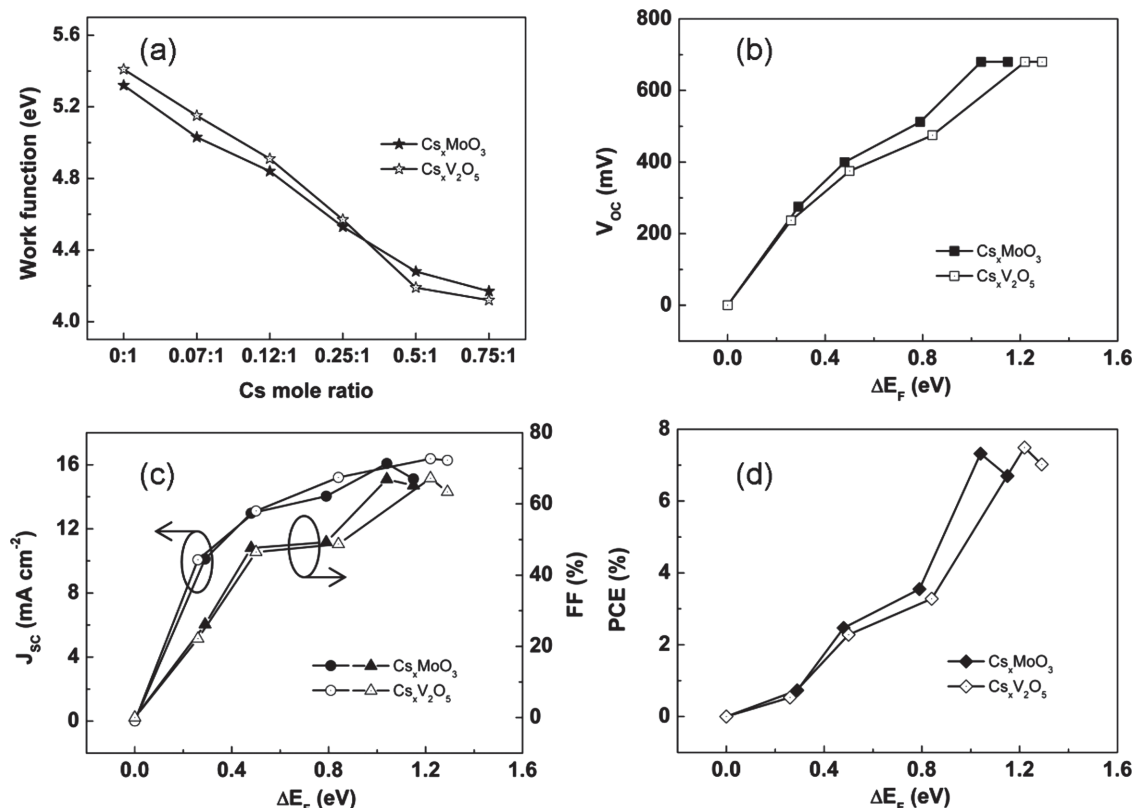 (a)
Work function (eV)
5.6
5.2
4.8
4.4
4.0
CsₓMoO₃
CsₓV₂O₅
0:1 0.07:1 0.12:1 0.25:1 0.5:1 0.75:1
Cs mole ratio
(b)
V_OC (mV)
800
600
400
200
0
CsₓMoO₃
CsₓV₂O₅
0.0 0.4 0.8 1.2 1.6
ΔE_F (eV)
(c)
J_SC (mA cm⁻²)
16
12
8
4
0
80
60
40
20
0
FF (%)
CsₓMoO₃
CsₓV₂O₅
0.0 0.4 0.8 1.2 1.6
ΔE_F (eV)
(d)
PCE (%)
8
6
4
2
0
CsₓMoO₃
CsₓV₂O₅
0.0 0.4 0.8 1.2 1.6
ΔE_F (eV)